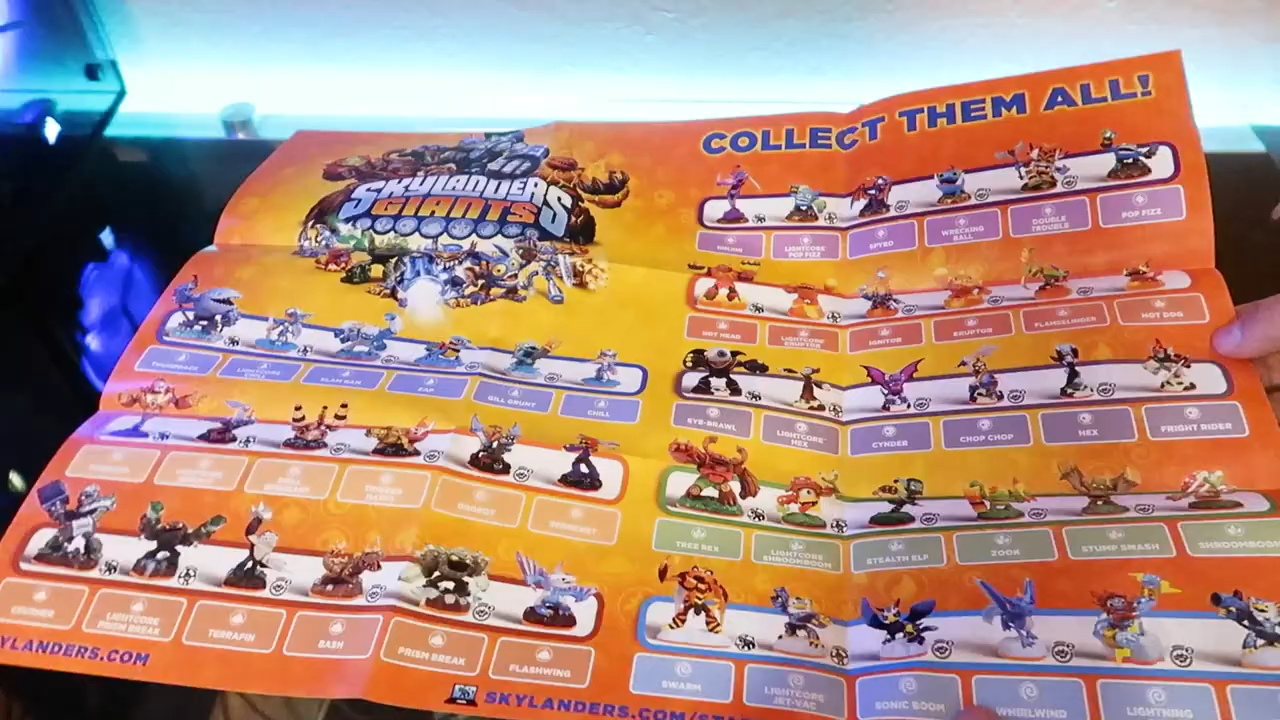 SKYLANDERS
GIANTS
COLLECT THEM ALL!
LIGHTCORE POP FIZZ
SPYRO
WRECKING BALL
DOUBLE TROUBLE
POP FIZZ
HOT HEAD
LIGHTCORE ERUPTOR
IGNITOR
ERUPTOR
FLAMESLINGER
HOT DOG
THUMPBACK
LIGHTCORE CHILL
SLAM BAM
ZAP
GILL GRUNT
CHILL
EYE-BRAWL
LIGHTCORE HEX
CYNDER
CHOP CHOP
HEX
FRIGHT RIDER
TREE REX
LIGHTCORE SHROOMBOOM
STEALTH ELF
ZOOK
STUMP SMASH
SHROOMBOOM
CRUSHER
LIGHTCORE PRISM BREAK
TERRAFIN
BASH
PRISM BREAK
FLASHWING
SWARM
LIGHTCORE JET-VAC
SONIC BOOM
WHIRLWIND
LIGHTNING
YLANDERS.COM
SKYLANDERS.COM/STA